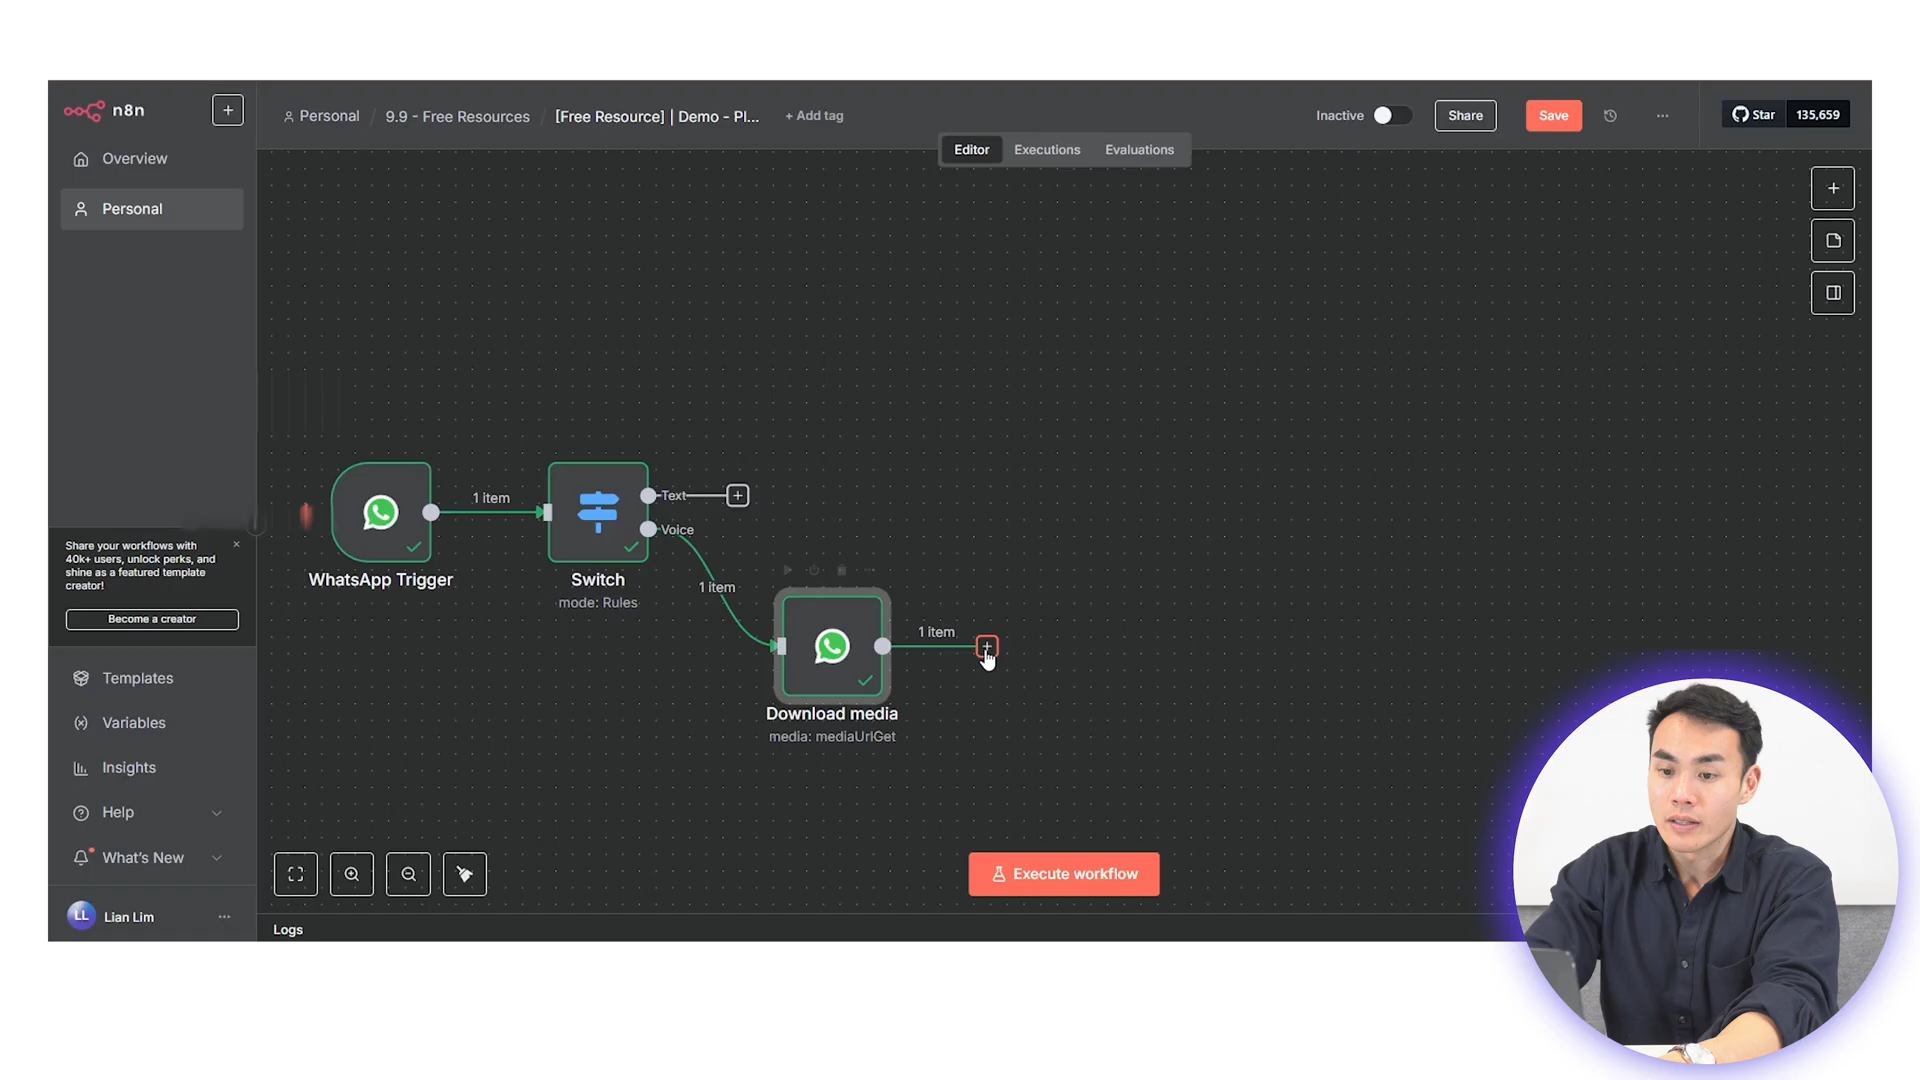 n8n
Overview
Personal
Share your workflows with
40k+ users, unlock perks, and
shine as a featured template
creator!
Become a creator
Templates
Variables
Insights
Help
What's New
LL
Lian Lim
Personal / 9.9 - Free Resources / [Free Resource] | Demo - Pl... + Add tag
Inactive
Share
Save
Star 135,659
Editor
Executions
Evaluations
WhatsApp Trigger
1 item
Switch
mode: Rules
Text
Voice
1 item
Download media
media: mediaUrlGet
1 item
Execute workflow
Logs